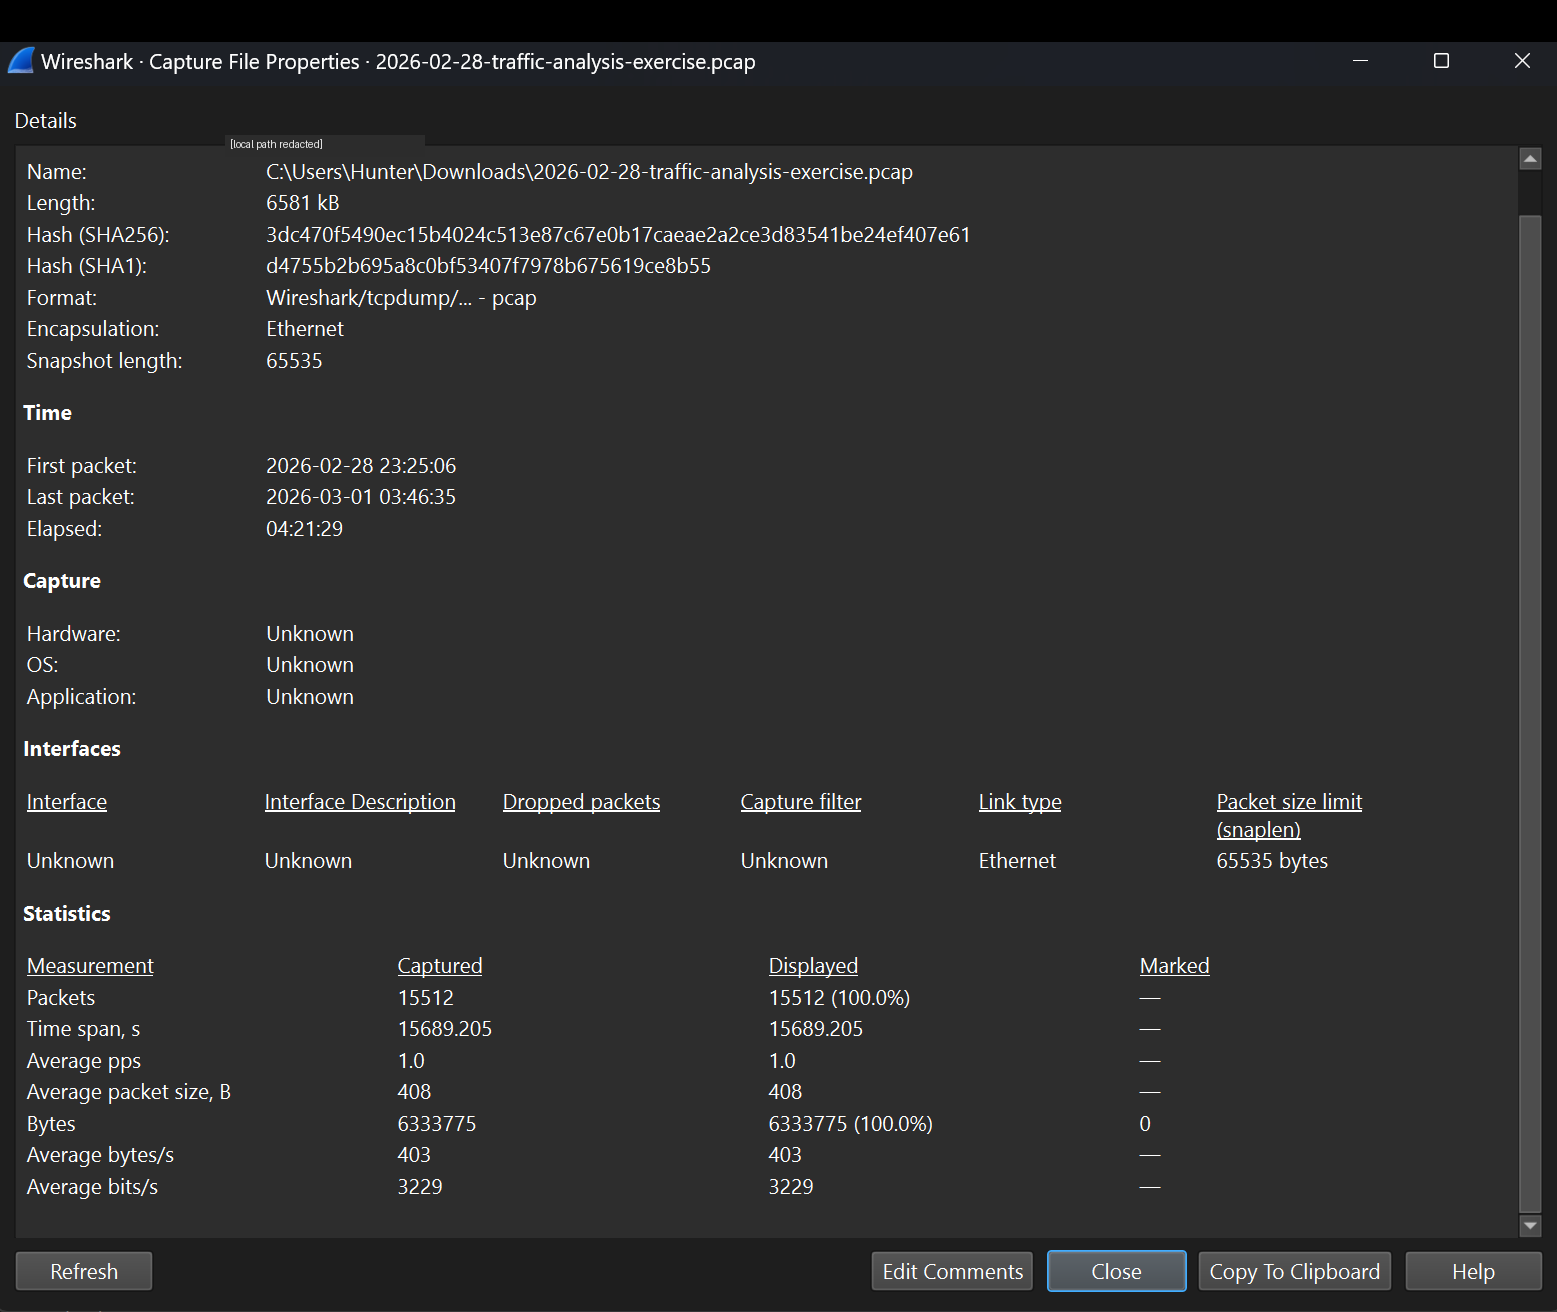 Wireshark · Capture File Properties · 2026-02-28-traffic-analysis-exercise.pcap
Details
[local path redacted]
Name: C:\Users\Hunter\Downloads\2026-02-28-traffic-analysis-exercise.pcap
Length: 6581 kB
Hash (SHA256): 3dc470f5490ec15b4024c513e87c67e0b17caeae2a2ce3d83541be24ef407e61
Hash (SHA1): d4755b2b695a8c0bf53407f7978b675619ce8b55
Format: Wireshark/tcpdump/... - pcap
Encapsulation: Ethernet
Snapshot length: 65535
Time
First packet: 2026-02-28 23:25:06
Last packet: 2026-03-01 03:46:35
Elapsed: 04:21:29
Capture
Hardware: Unknown
OS: Unknown
Application: Unknown
Interfaces
Interface Interface Description Dropped packets Capture filter Link type Packet size limit
(snaplen)
Unknown Unknown Unknown Unknown Ethernet 65535 bytes
Statistics
Measurement Captured Displayed Marked
Packets 15512 15512 (100.0%) —
Time span, s 15689.205 15689.205 —
Average pps 1.0 1.0 —
Average packet size, B 408 408 —
Bytes 6333775 6333775 (100.0%) 0
Average bytes/s 403 403 —
Average bits/s 3229 3229 —
Refresh Edit Comments Close Copy To Clipboard Help